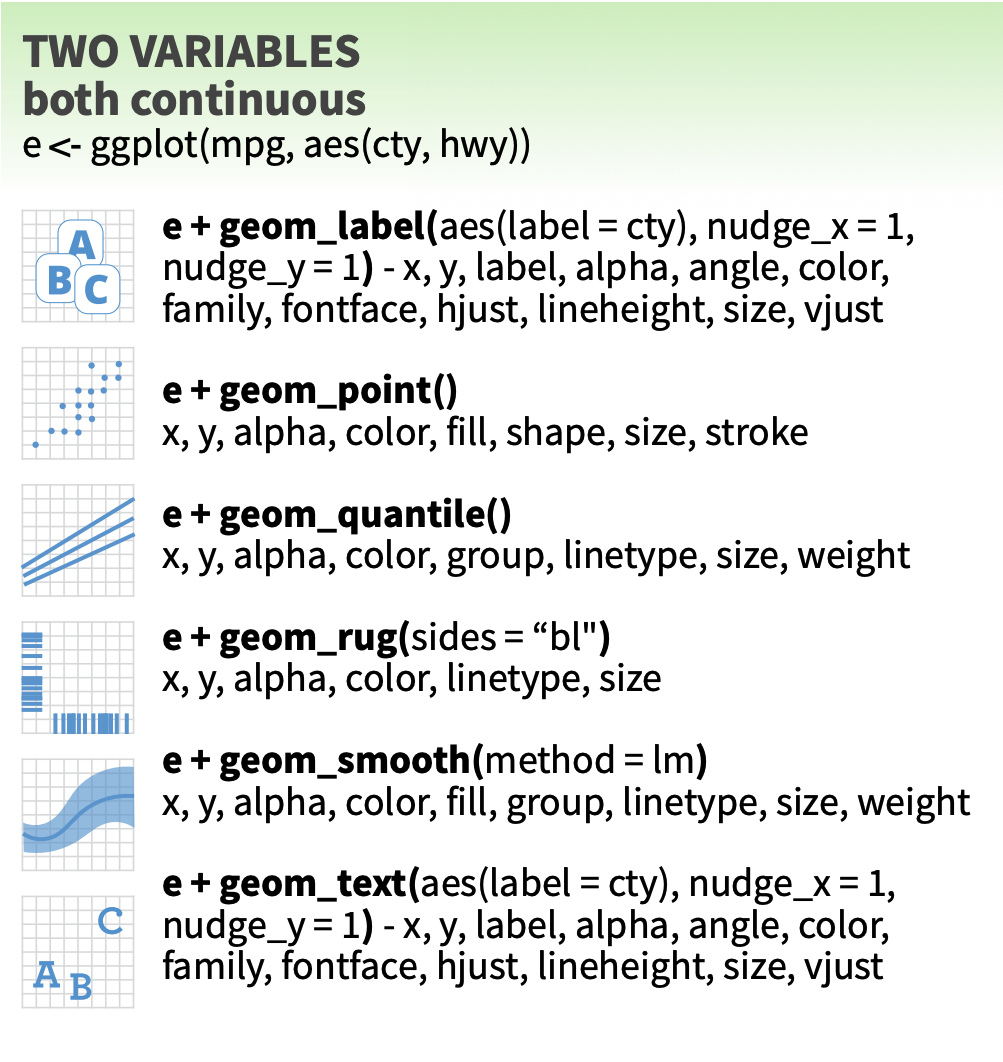 TWO VARIABLES
both continuous
e <- ggplot(mpg, aes(cty, hwy))
A
B C
e + geom_label(aes(label = cty), nudge_x = 1,
nudge_y = 1) - x, y, label, alpha, angle, color,
family, fontface, hjust, lineheight, size, vjust
e + geom_point()
x, y, alpha, color, fill, shape, size, stroke
e + geom_quantile()
x, y, alpha, color, group, linetype, size, weight
e + geom_rug(sides = “bl")
x, y, alpha, color, linetype, size
e + geom_smooth(method = lm)
x, y, alpha, color, fill, group, linetype, size, weight
e + geom_text(aes(label = cty), nudge_x = 1,
nudge_y = 1) - x, y, label, alpha, angle, color,
family, fontface, hjust, lineheight, size, vjust
C
A B